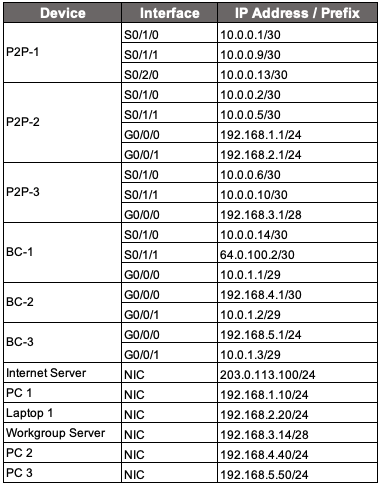 Device Interface IP Address / Prefix
P2P-1 S0/1/0 10.0.0.1/30
S0/1/1 10.0.0.9/30
S0/2/0 10.0.0.13/30
P2P-2 S0/1/0 10.0.0.2/30
S0/1/1 10.0.0.5/30
G0/0/0 192.168.1.1/24
G0/0/1 192.168.2.1/24
P2P-3 S0/1/0 10.0.0.6/30
S0/1/1 10.0.0.10/30
G0/0/0 192.168.3.1/28
BC-1 S0/1/0 10.0.0.14/30
S0/1/1 64.0.100.2/30
G0/0/0 10.0.1.1/29
BC-2 G0/0/0 192.168.4.1/30
G0/0/1 10.0.1.2/29
BC-3 G0/0/0 192.168.5.1/24
G0/0/1 10.0.1.3/29
Internet Server NIC 203.0.113.100/24
PC 1 NIC 192.168.1.10/24
Laptop 1 NIC 192.168.2.20/24
Workgroup Server NIC 192.168.3.14/28
PC 2 NIC 192.168.4.40/24
PC 3 NIC 192.168.5.50/24